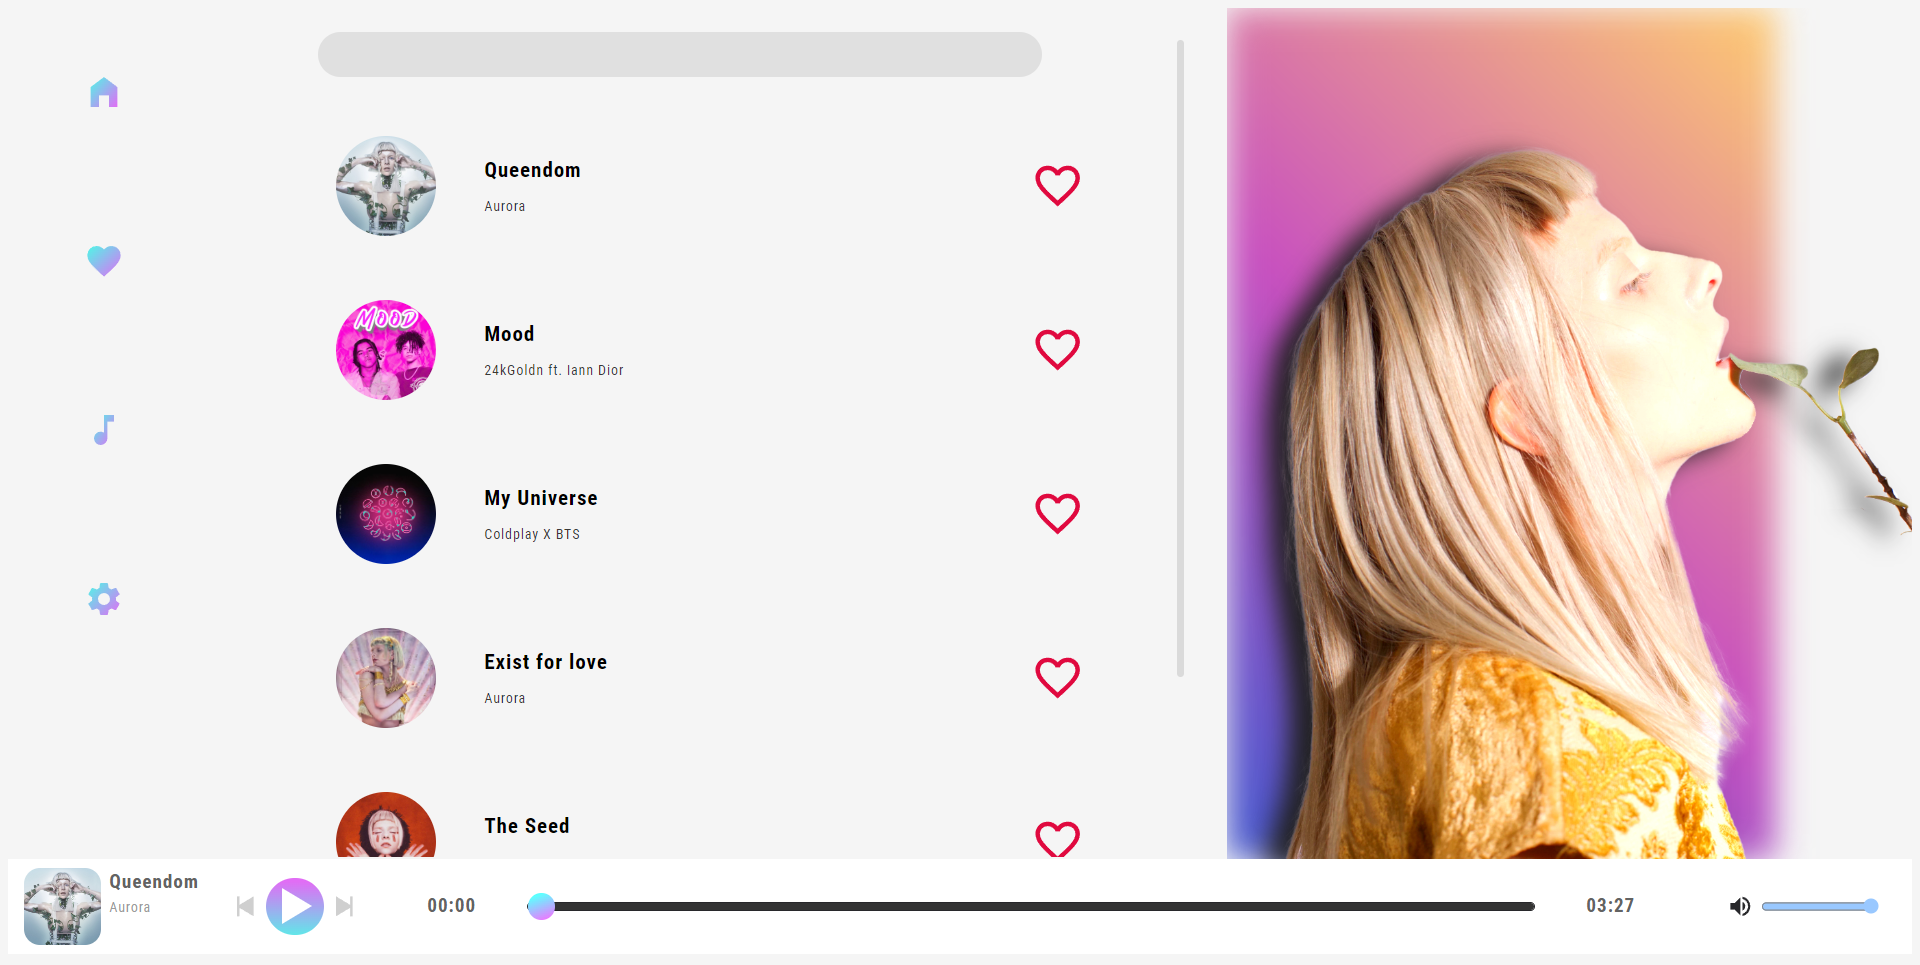 Queendom
Aurora
MOOD
Mood
24kGoldn ft. Iann Dior
My Universe
Coldplay X BTS
Exist for love
Aurora
The Seed
Queendom
Aurora
00:00
03:27